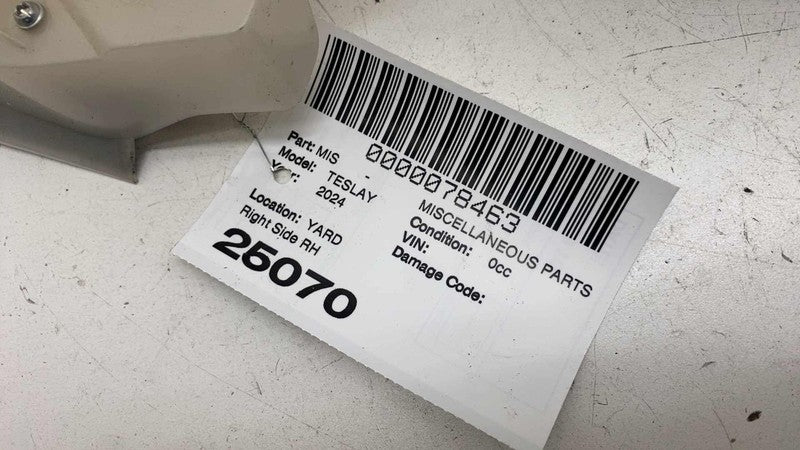 0000078463
Part: MIS - MISCELLANEOUS PARTS
Model: TESLAY Condition: 0cc
2024 VIN:
Location: YARD Damage Code:
Right Side RH
25070